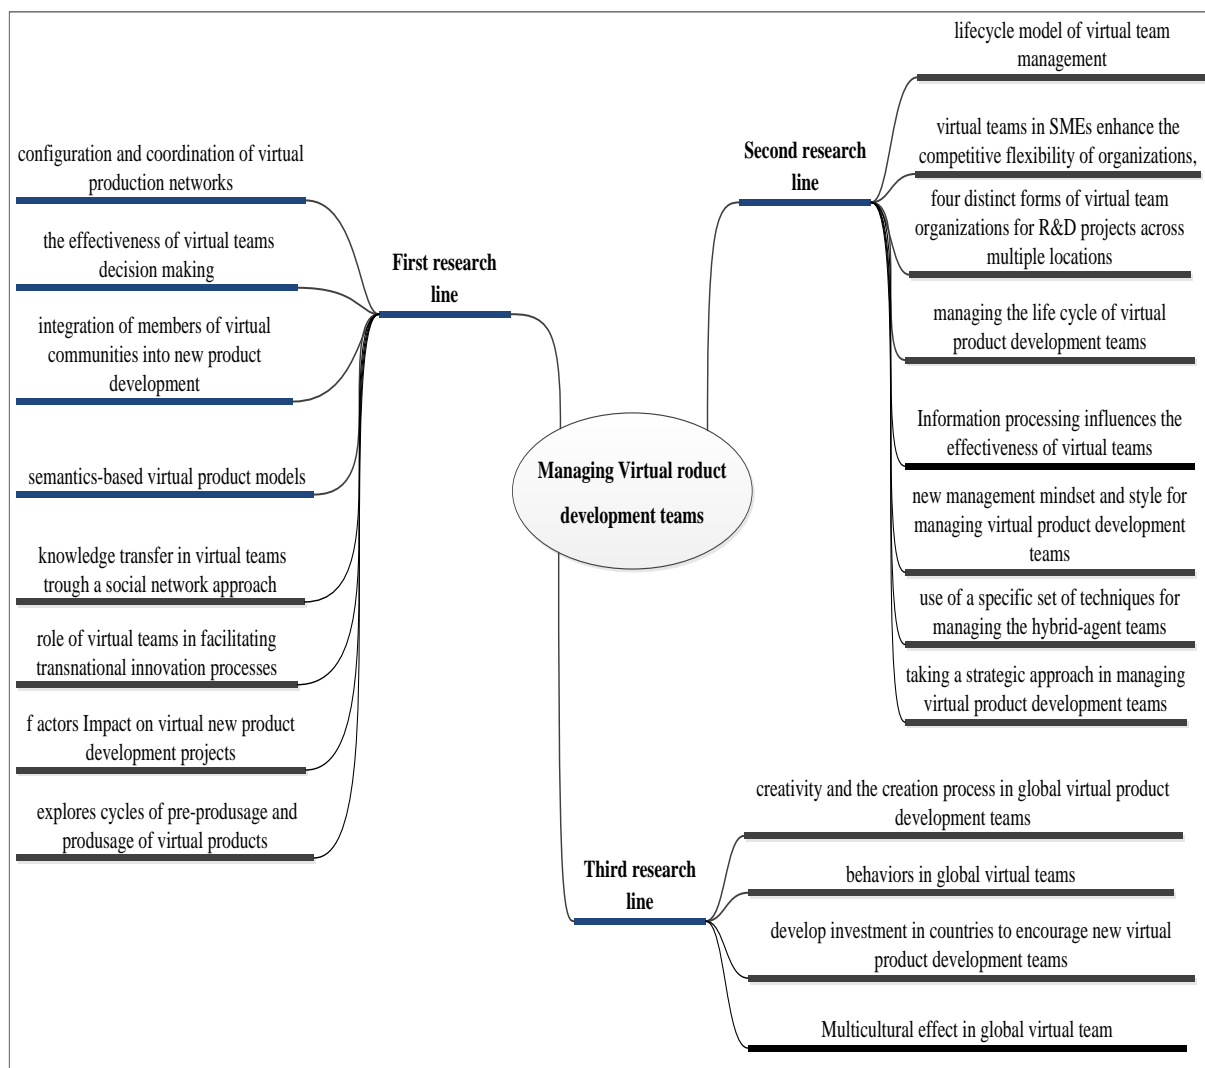 Managing Virtual roduct
development teams
First research
line
configuration and coordination of virtual
production networks
the effectiveness of virtual teams
decision making
integration of members of virtual
communities into new product
development
semantics-based virtual product models
knowledge transfer in virtual teams
trough a social network approach
role of virtual teams in facilitating
transnational innovation processes
f actors Impact on virtual new product
development projects
explores cycles of pre-produsage and
produsage of virtual products
Second research
line
lifecycle model of virtual team
management
virtual teams in SMEs enhance the
competitive flexibility of organizations,
four distinct forms of virtual team
organizations for R&D projects across
multiple locations
managing the life cycle of virtual
product development teams
Information processing influences the
effectiveness of virtual teams
new management mindset and style for
managing virtual product development
teams
use of a specific set of techniques for
managing the hybrid-agent teams
taking a strategic approach in managing
virtual product development teams
Third research
line
creativity and the creation process in global virtual product
development teams
behaviors in global virtual teams
develop investment in countries to encourage new virtual
product development teams
Multicultural effect in global virtual team